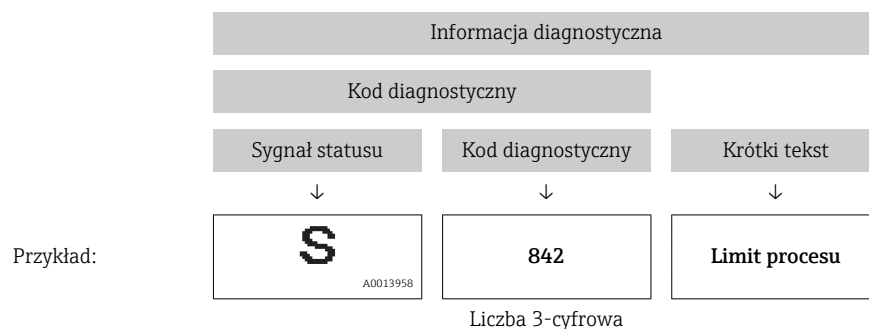 Informacja diagnostyczna
Kod diagnostyczny
Sygnał statusu Kod diagnostyczny Krótki tekst
↓ ↓ ↓
Przykład: S A0013958 842 Limit procesu
Liczba 3-cyfrowa